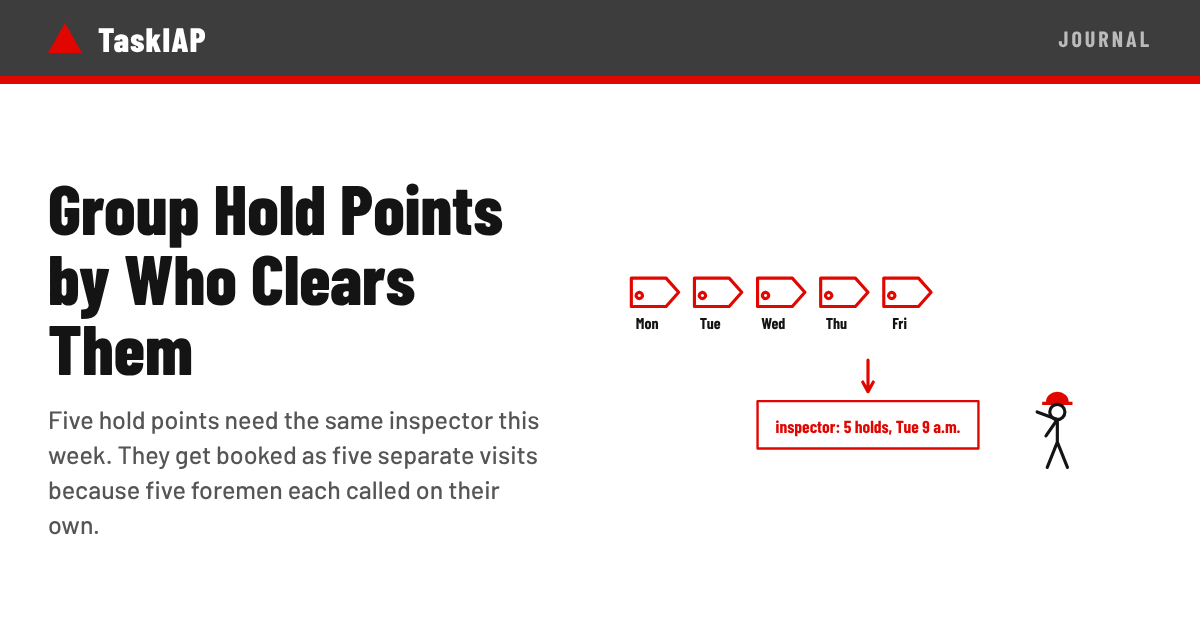 TaskIAP
JOURNAL
Group Hold Points
by Who Clears
Them
Five hold points need the same inspector this
week. They get booked as five separate visits
because five foremen each called on their
own.
Mon Tue Wed Thu Fri
inspector: 5 holds, Tue 9 a.m.